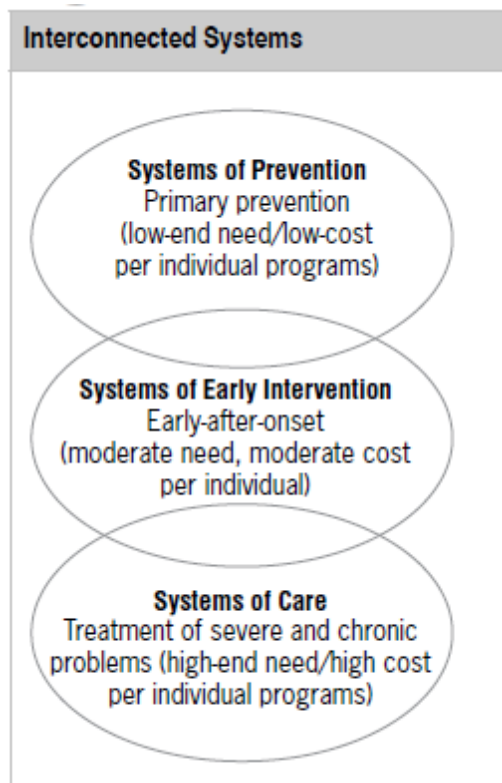 Interconnected Systems
Systems of Prevention
Primary prevention
(low-end need/low-cost
per individual programs)
Systems of Early Intervention
Early-after-onset
(moderate need, moderate cost
per individual)
Systems of Care
Treatment of severe and chronic
problems (high-end need/high cost
per individual programs)